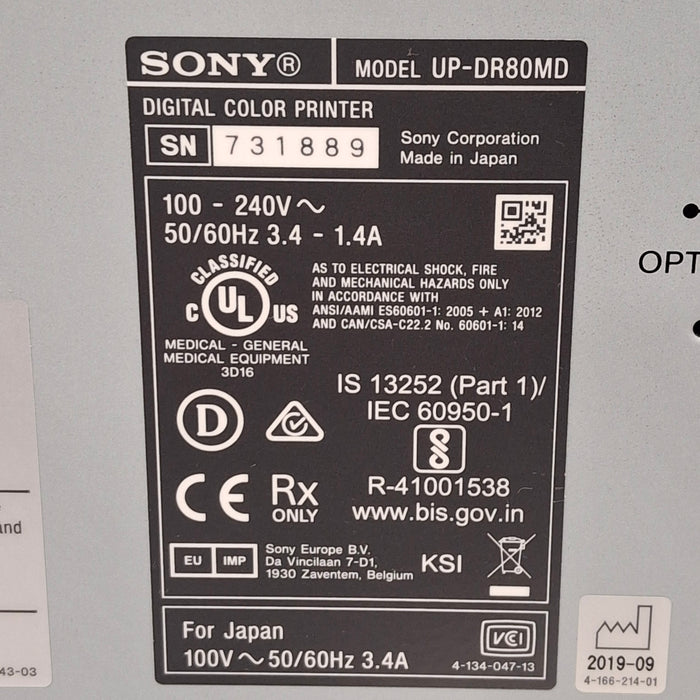 SONY®
MODEL UP-DR80MD
DIGITAL COLOR PRINTER
SN 731889
Sony Corporation
Made in Japan
100 - 240V ~
50/60Hz 3.4 - 1.4A
CLASSIFIED
C UL US
AS TO ELECTRICAL SHOCK, FIRE
AND MECHANICAL HAZARDS ONLY
IN ACCORDANCE WITH
ANSI/AAMI ES60601-1: 2005 + A1: 2012
AND CAN/CSA-C22.2 No. 60601-1: 14
MEDICAL - GENERAL
MEDICAL EQUIPMENT
3D16
IS 13252 (Part 1)/
IEC 60950-1
D
R-41001538
www.bis.gov.in
CE
Rx
ONLY
EU IMP
Sony Europe B.V.
Da Vincilaan 7-D1,
1930 Zaventem, Belgium
KSI
For Japan
100V ~ 50/60Hz 3.4A
VCI
4-134-047-13
OPT
and
43-03
2019-09
4-166-214-01